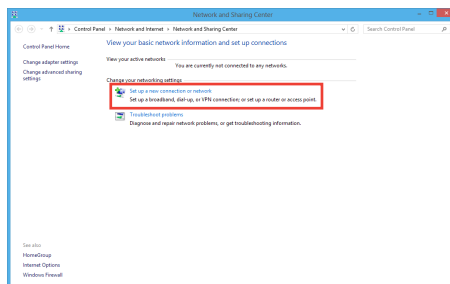 Network and Sharing Center
Control Panel › Network and Internet › Network and Sharing Center
Search Control Panel
Control Panel Home
Change adapter settings
Change advanced sharing
settings
View your basic network information and set up connections
View your active networks
You are currently not connected to any networks.
Change your networking settings
Set up a new connection or network
Set up a broadband, dial-up, or VPN connection; or set up a router or access point.
Troubleshoot problems
Diagnose and repair network problems, or get troubleshooting information.
See also
HomeGroup
Internet Options
Windows Firewall